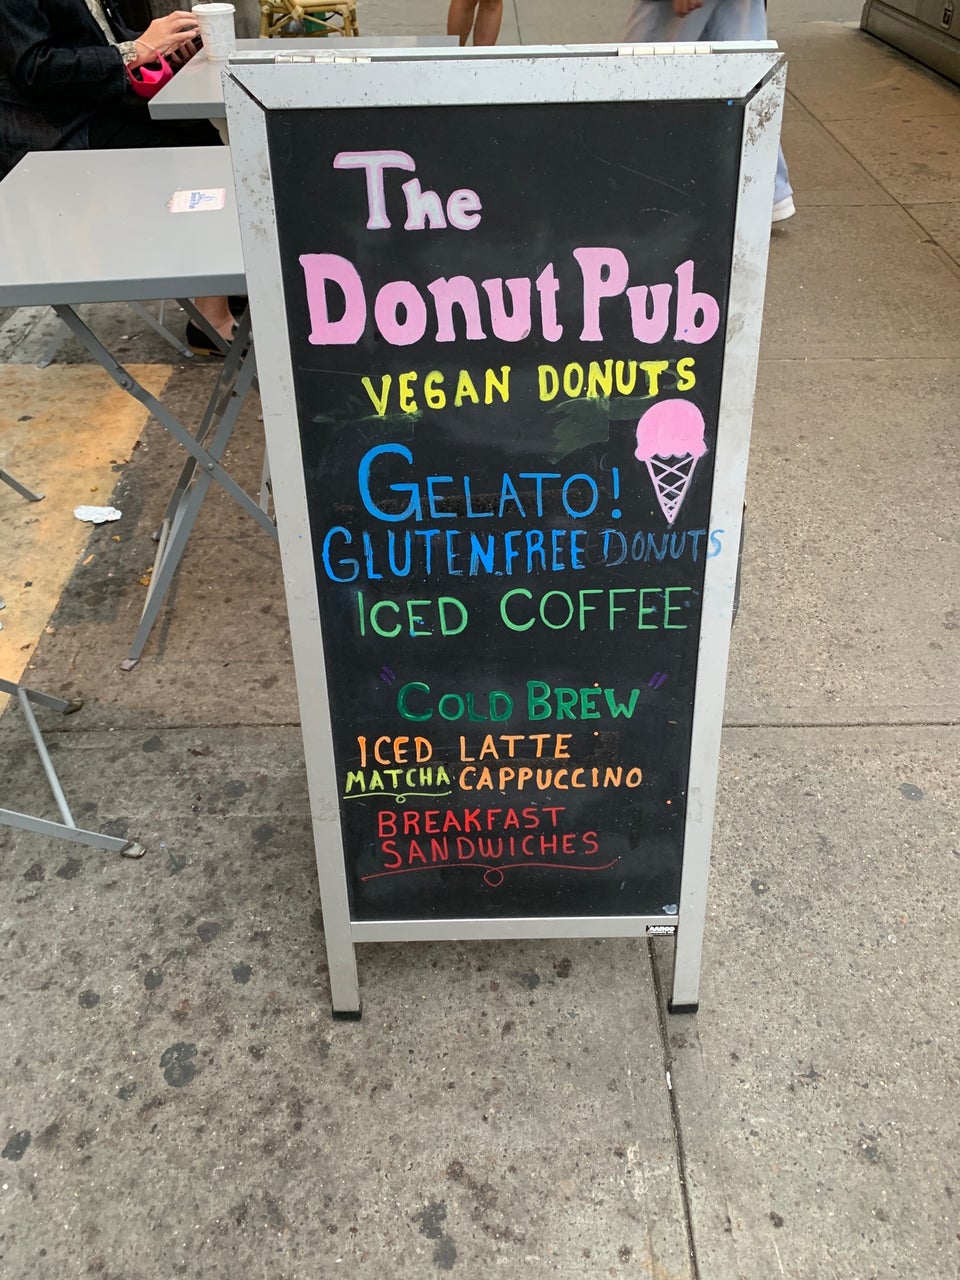 The
Donut Pub
VEGAN DONUTS
GELATO!
GLUTEN.FREE DONUTS
ICED COFFEE
"COLD BREW"
ICED LATTE
MATCHA CAPPUCCINO
BREAKFAST
SANDWICHES